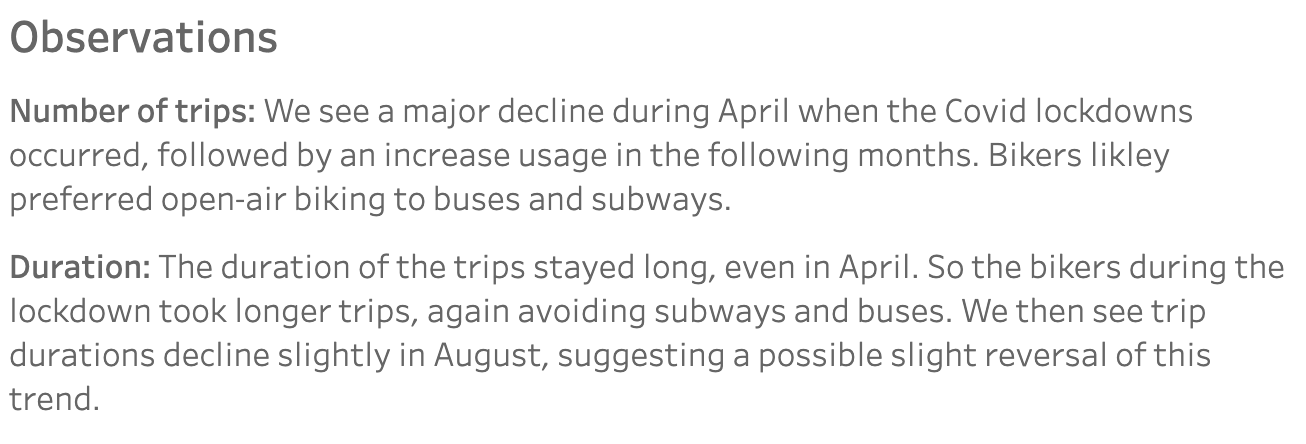 Observations
Number of trips: We see a major decline during April when the Covid lockdowns
occurred, followed by an increase usage in the following months. Bikers likley
preferred open-air biking to buses and subways.
Duration: The duration of the trips stayed long, even in April. So the bikers during the
lockdown took longer trips, again avoiding subways and buses. We then see trip
durations decline slightly in August, suggesting a possible slight reversal of this
trend.